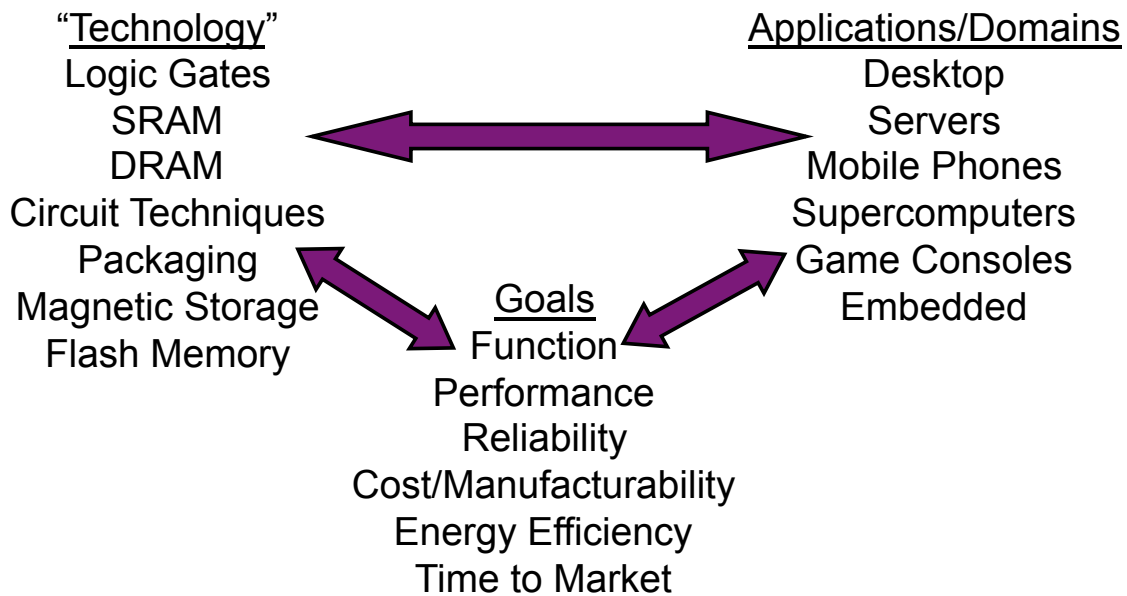 “Technology”
Logic Gates
SRAM
DRAM
Circuit Techniques
Packaging
Magnetic Storage
Flash Memory
Applications/Domains
Desktop
Servers
Mobile Phones
Supercomputers
Game Consoles
Embedded
Goals
Function
Performance
Reliability
Cost/Manufacturability
Energy Efficiency
Time to Market